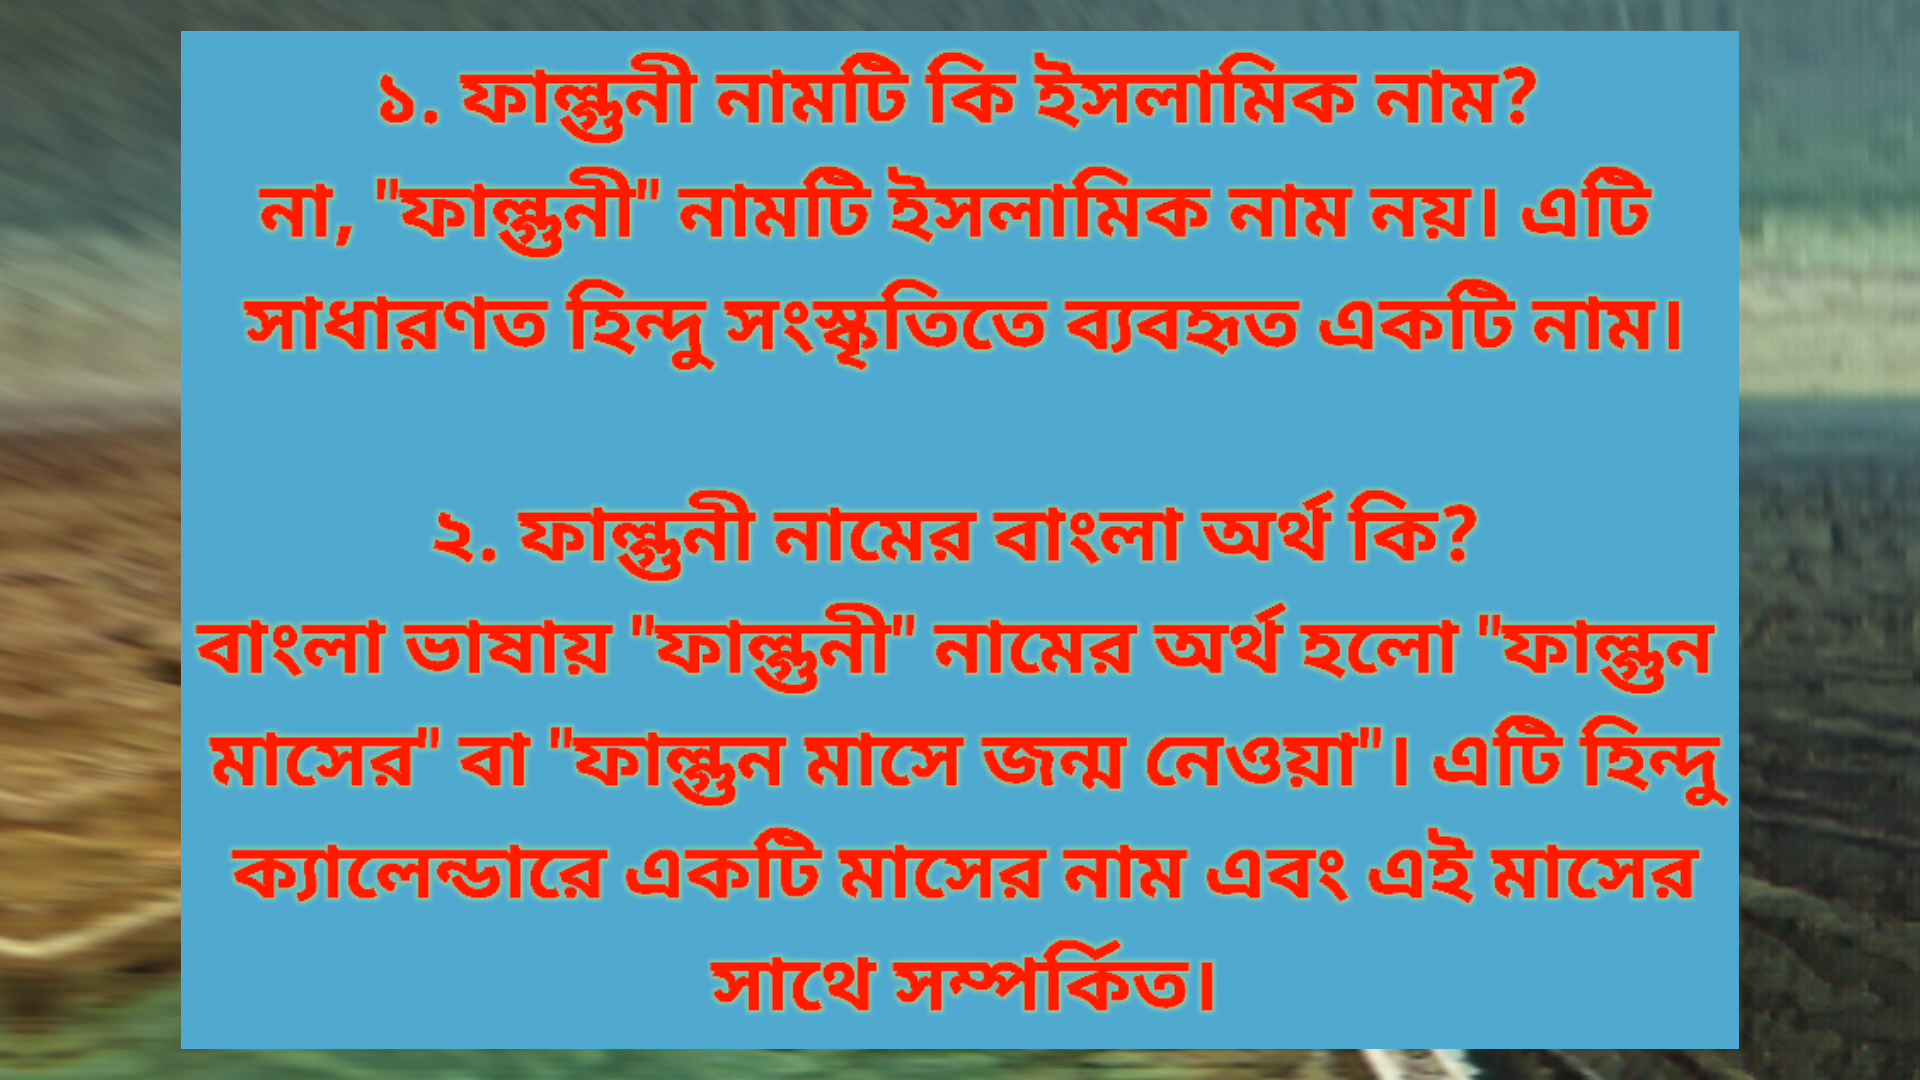 ১. ফাল্গুনী নামটি কি ইসলামিক নাম?
না, "ফাল্গুনী" নামটি ইসলামিক নাম নয়। এটি
সাধারণত হিন্দু সংস্কৃতিতে ব্যবহৃত একটি নাম।
২. ফাল্গুনী নামের বাংলা অর্থ কি?
বাংলা ভাষায় "ফাল্গুনী" নামের অর্থ হলো "ফাল্গুন
মাসের" বা "ফাল্গুন মাসে জন্ম নেওয়া"। এটি হিন্দু
ক্যালেন্ডারে একটি মাসের নাম এবং এই মাসের
সাথে সম্পর্কিত।